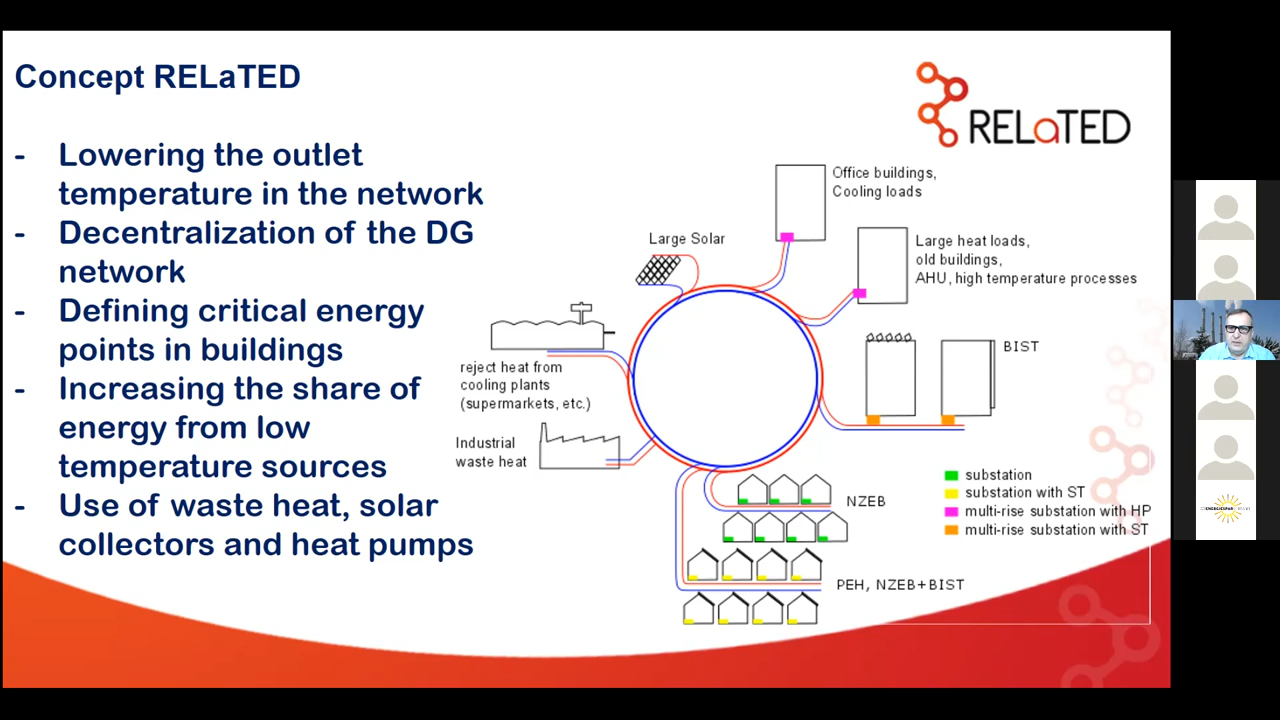 Concept RELaTED
- Lowering the outlet
temperature in the network
- Decentralization of the DG
network
- Defining critical energy
points in buildings
- Increasing the share of
energy from low
temperature sources
- Use of waste heat, solar
collectors and heat pumps
RELaTED
Office buildings,
Cooling loads
Large Solar
Large heat loads,
old buildings,
AHU, high temperature processes
BIST
reject heat from
cooling plants
(supermarkets, etc.)
Industrial
waste heat
NZEB
PEH, NZEB+BIST
substation
substation with ST
multi-rise substation with HP
multi-rise substation with ST